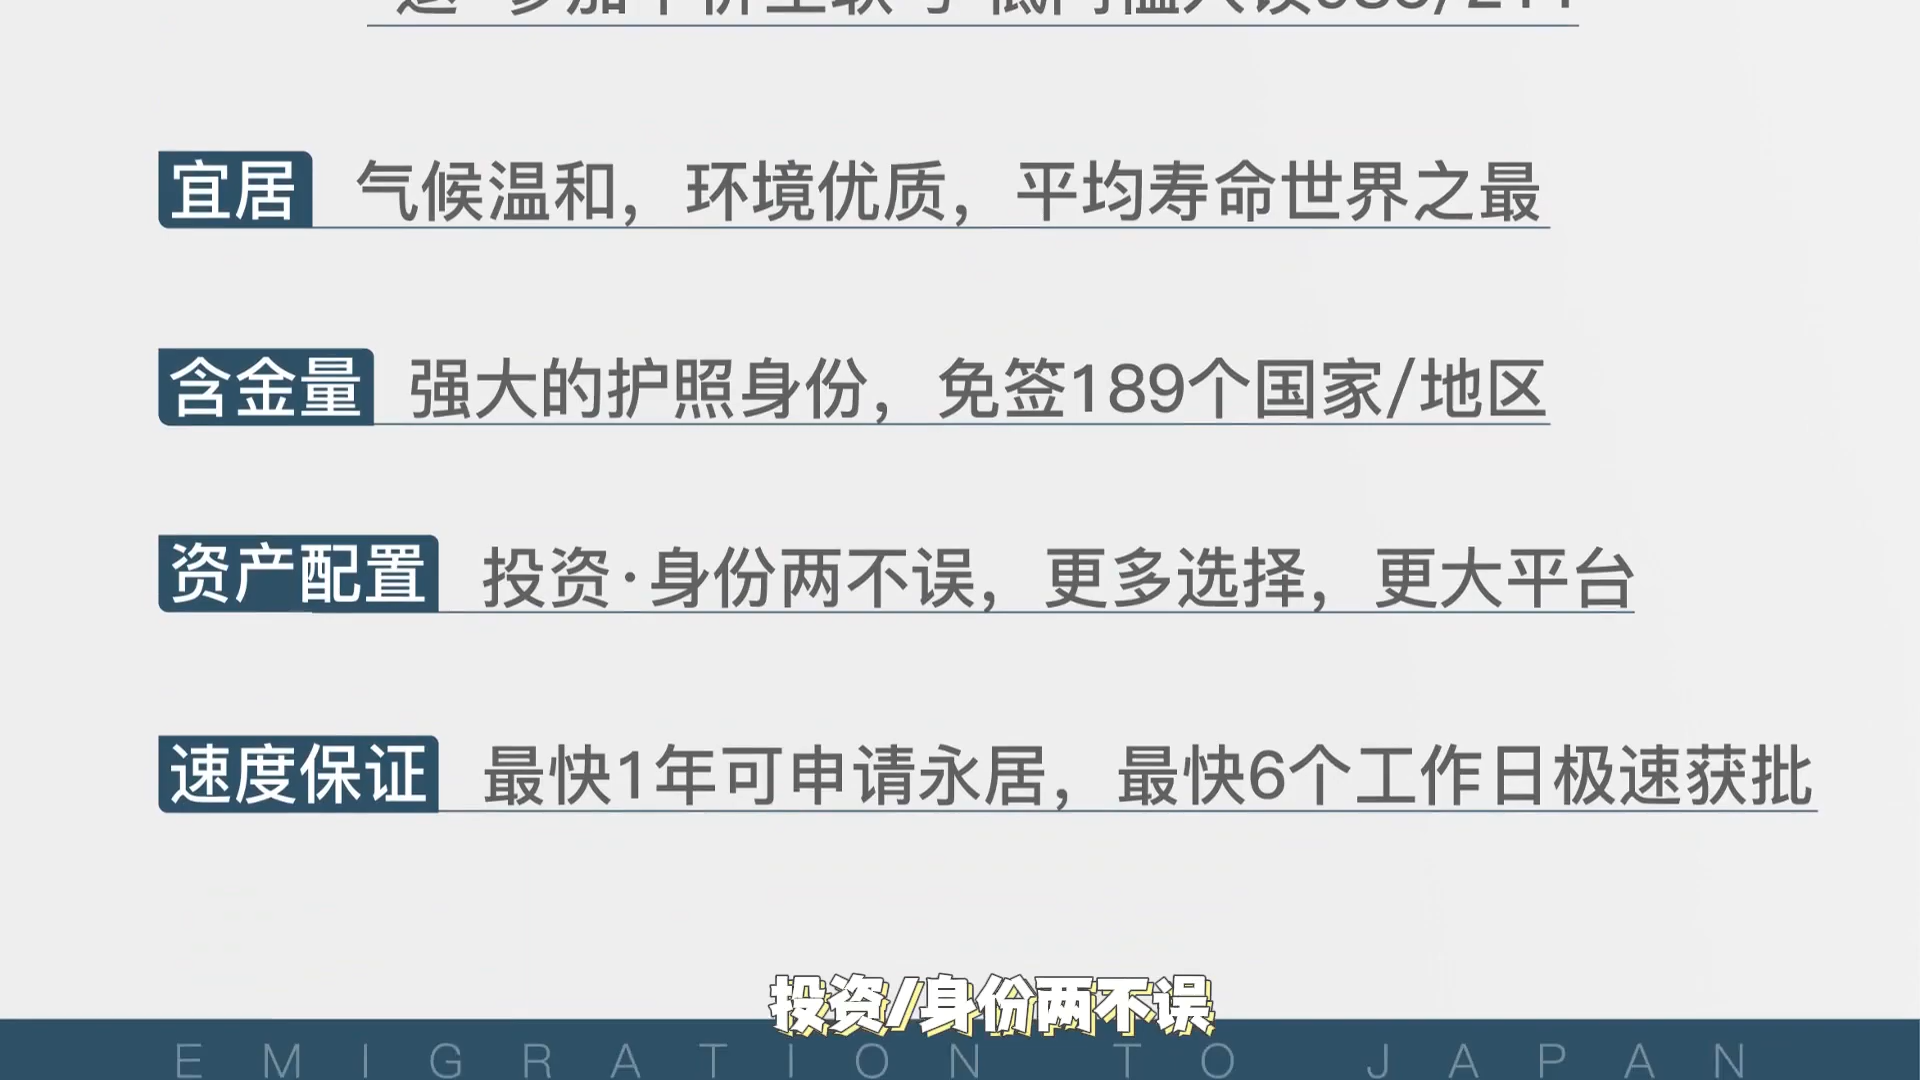 宜居 气候温和，环境优质，平均寿命世界之最
含金量 强大的护照身份，免签189个国家/地区
资产配置 投资·身份两不误，更多选择，更大平台
速度保证 最快1年可申请永居，最快6个工作日极速获批
投资/身份两不误
EMIGRATION TO JAPAN